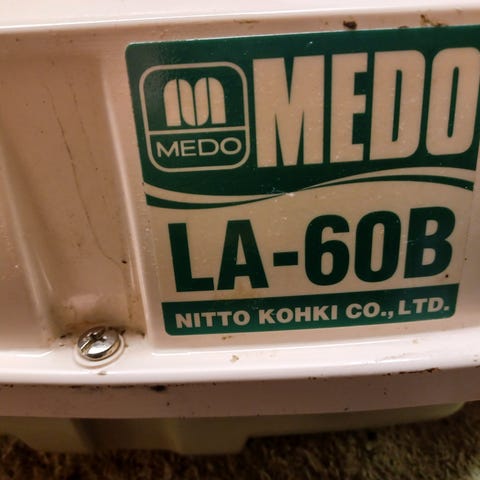 MEDO
MEDO
LA-60B
NITTO KOHKI CO., LTD.